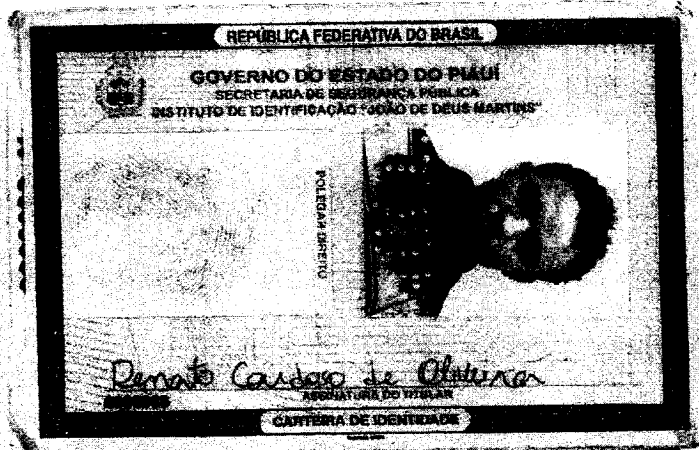 REPÚBLICA FEDERATIVA DO BRASIL
GOVERNO DO ESTADO DO PIAUÍ
SECRETARIA DE SEGURANÇA PÚBLICA
INSTITUTO DE IDENTIFICAÇÃO "JOÃO DE DEUS MARTINS"
POLEGAR DIREITO
Renato Cardoso de
ASSINATURA DO TITULAR
CARTEIRA DE IDENTIDADE